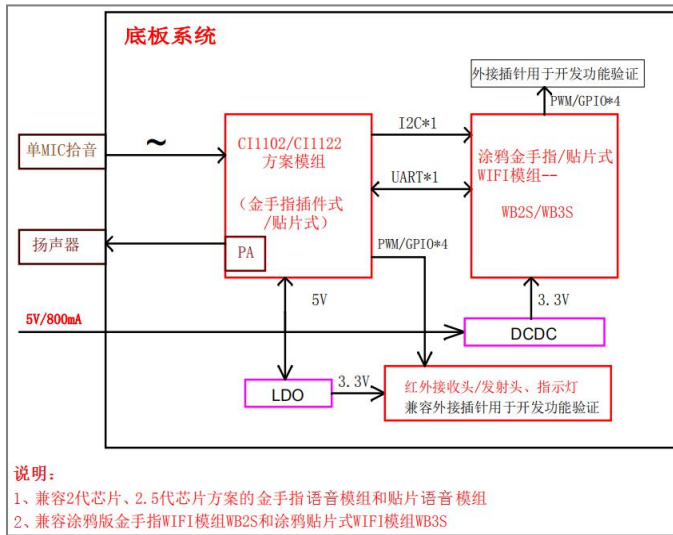 底板系统
外接插针用于开发功能验证
PWM/GPIO*4
I2C*1
单MIC拾音
~
CI1102/CI1122
方案模组
(金手指插件式
/贴片式)
涂鸦金手指/贴片式
WIFI模组--
WB2S/WB3S
UART*1
扬声器
PA
PWM/GPIO*4
5V
3.3V
5V/800mA
DCDC
LDO
3.3V
红外接收头/发射头、指示灯
兼容外接插针用于开发功能验证
说明:
1、兼容2代芯片、2.5代芯片方案的金手指语音模组和贴片语音模组
2、兼容涂鸦版金手指WIFI模组WB2S和涂鸦贴片式WIFI模组WB3S